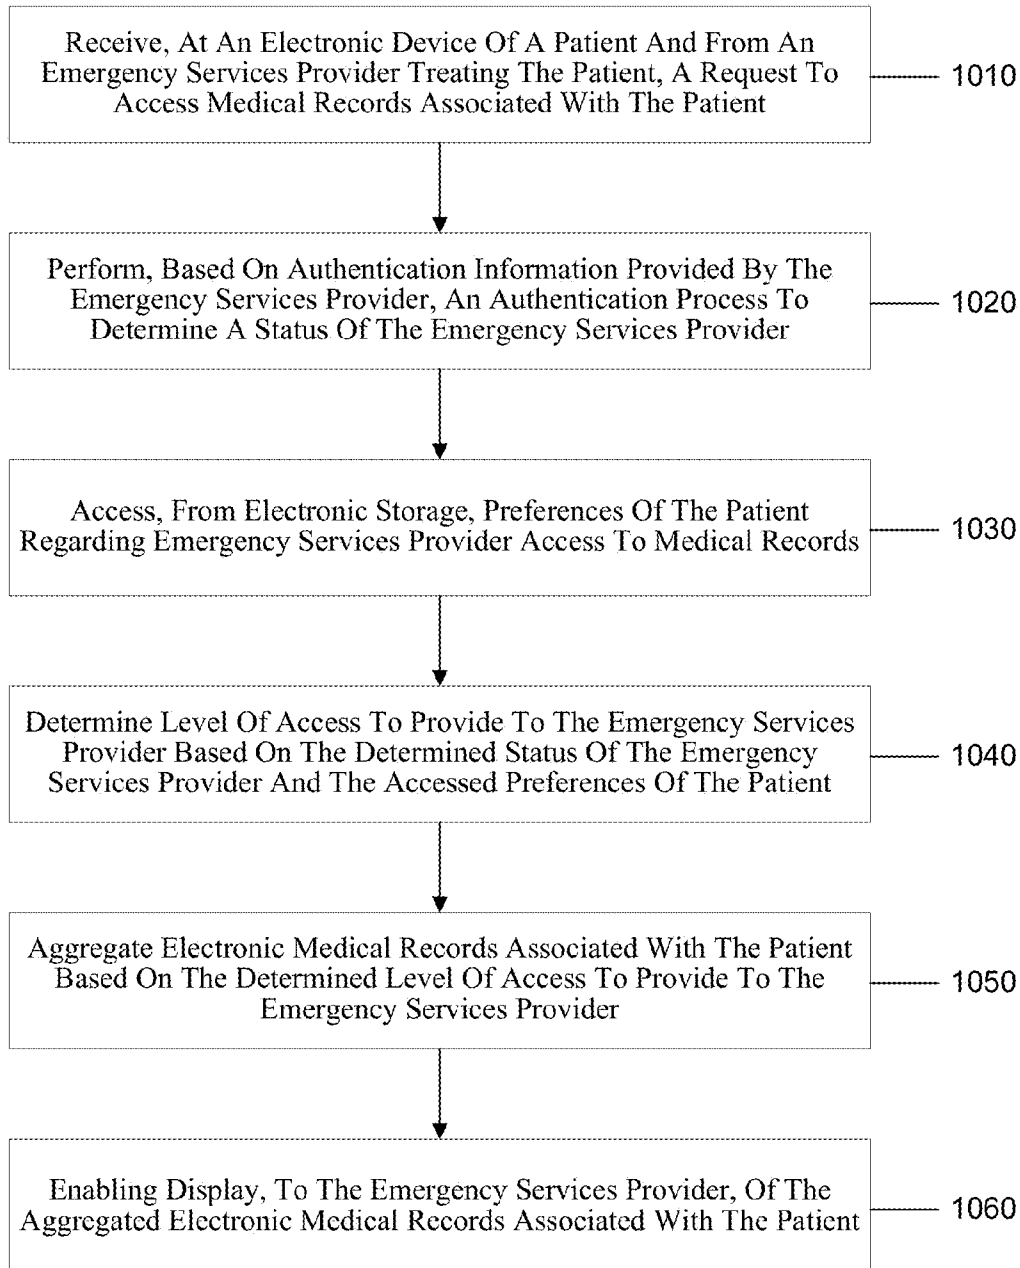 Receive, At An Electronic Device Of A Patient And From An
Emergency Services Provider Treating The Patient, A Request To
Access Medical Records Associated With The Patient
1010
Perform, Based On Authentication Information Provided By The
Emergency Services Provider, An Authentication Process To
Determine A Status Of The Emergency Services Provider
1020
Access, From Electronic Storage, Preferences Of The Patient
Regarding Emergency Services Provider Access To Medical Records
1030
Determine Level Of Access To Provide To The Emergency Services
Provider Based On The Determined Status Of The Emergency
Services Provider And The Accessed Preferences Of The Patient
1040
Aggregate Electronic Medical Records Associated With The Patient
Based On The Determined Level Of Access To Provide To The
Emergency Services Provider
1050
Enabling Display, To The Emergency Services Provider, Of The
Aggregated Electronic Medical Records Associated With The Patient
1060